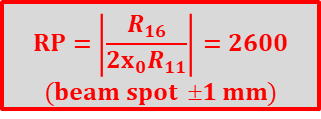 RP = |R₁₆ / 2x₀R₁₁| = 2600
(beam spot ±1 mm)